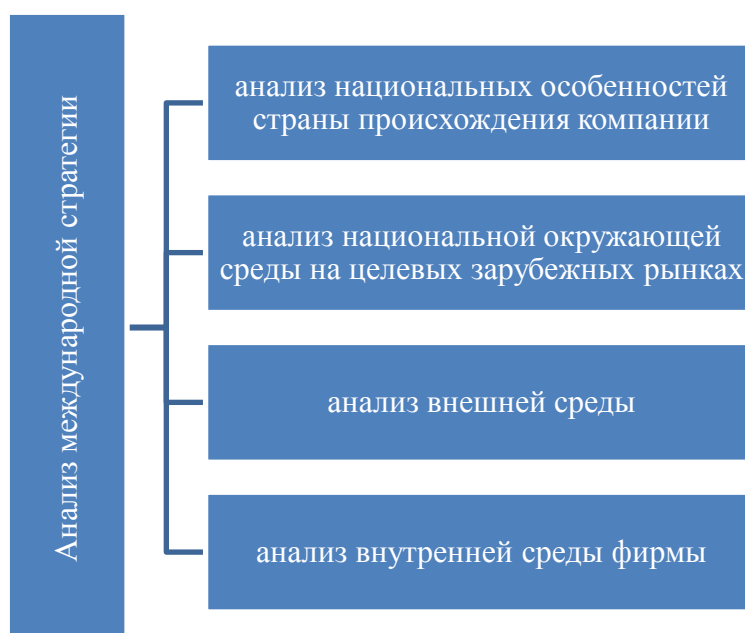 Анализ международной стратегии
анализ национальных особенностей
страны происхождения компании
анализ национальной окружающей
среды на целевых зарубежных рынках
анализ внешней среды
анализ внутренней среды фирмы